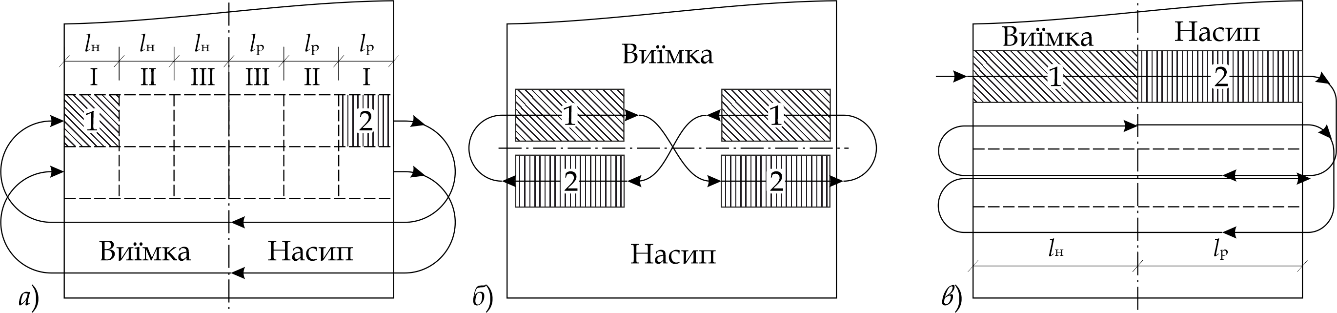 lн lн lн lр lр lр
I II III III II I
1 2
Виїмка Насип
а)
Виїмка
1 1
2 2
Насип
б)
Виїмка Насип
1 2
lн lр
в)